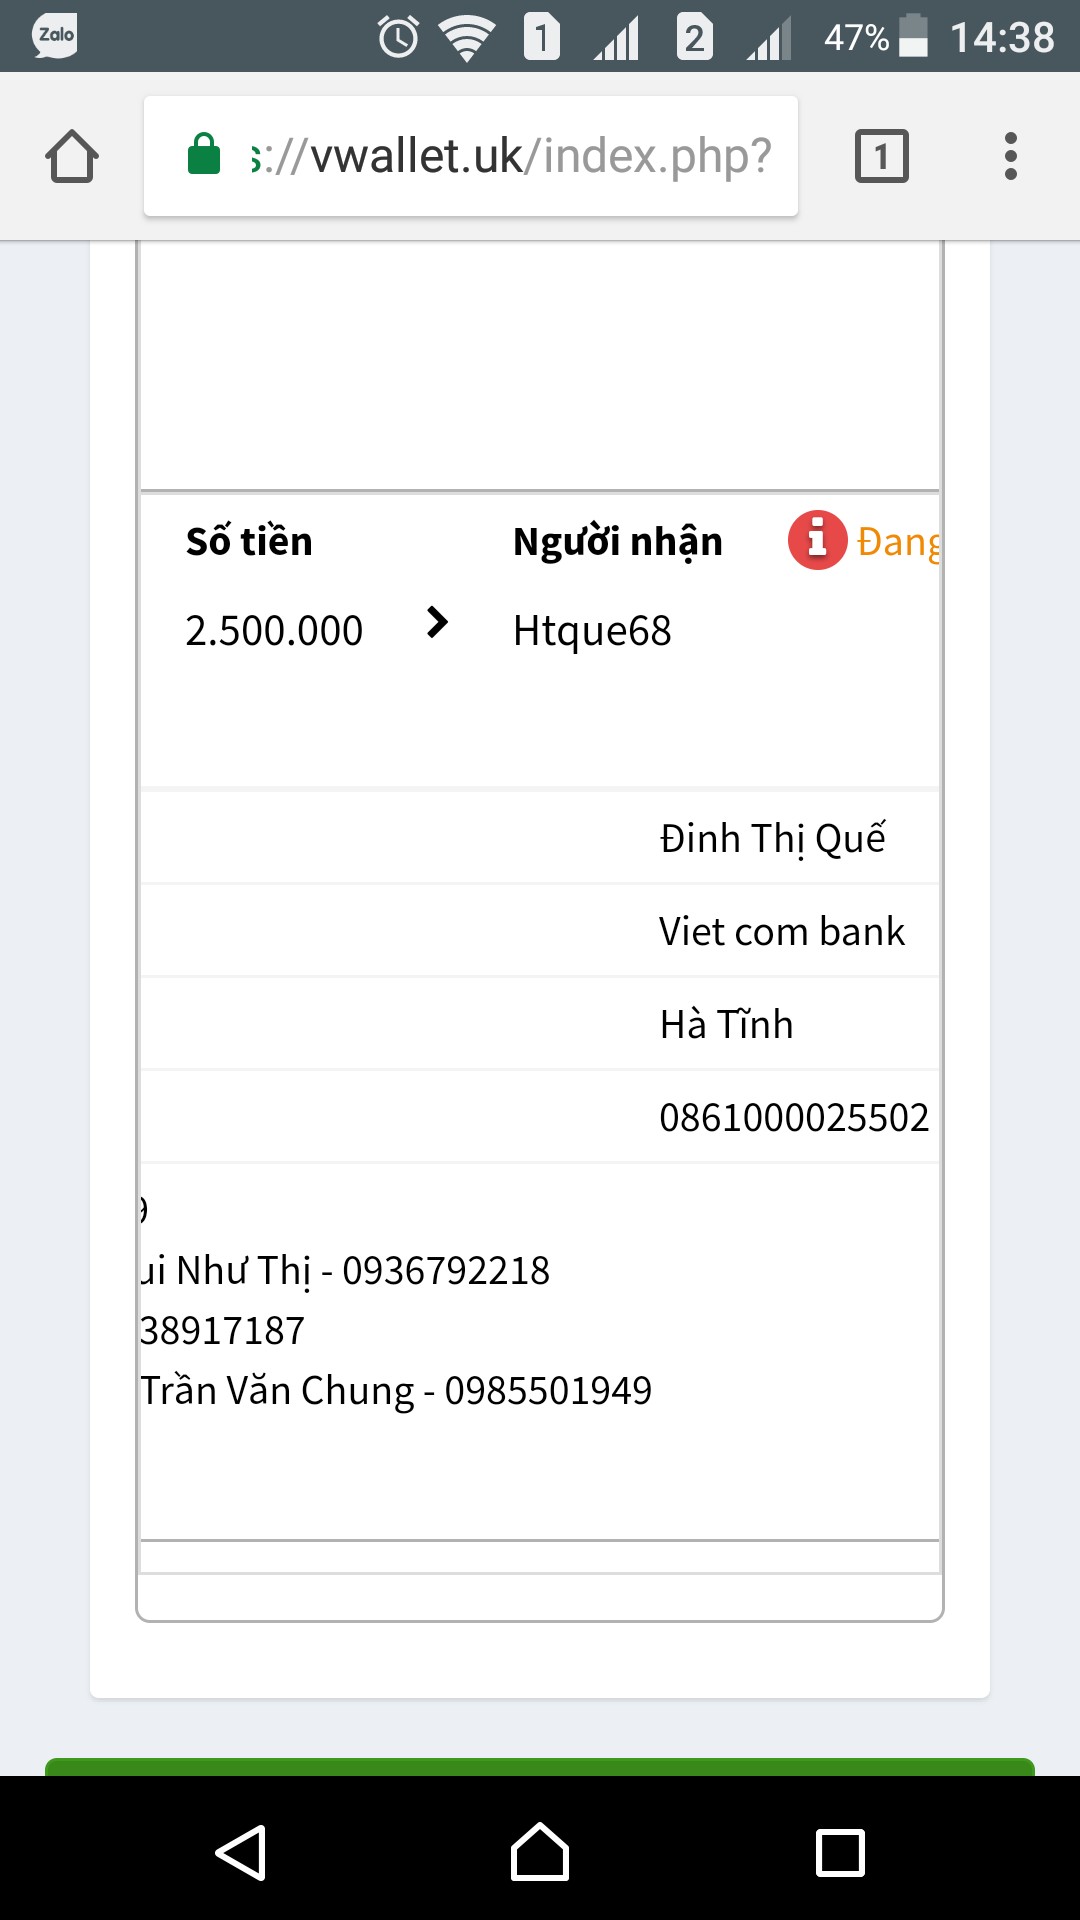 Zalo 1 2 47% 14:38
s://vwallet.uk/index.php? 1
Số tiền Người nhận Đang
2.500.000 Htque68
Đinh Thị Quế
Viet com bank
Hà Tĩnh
0861000025502
9
ui Như Thị - 0936792218
38917187
Trần Văn Chung - 0985501949